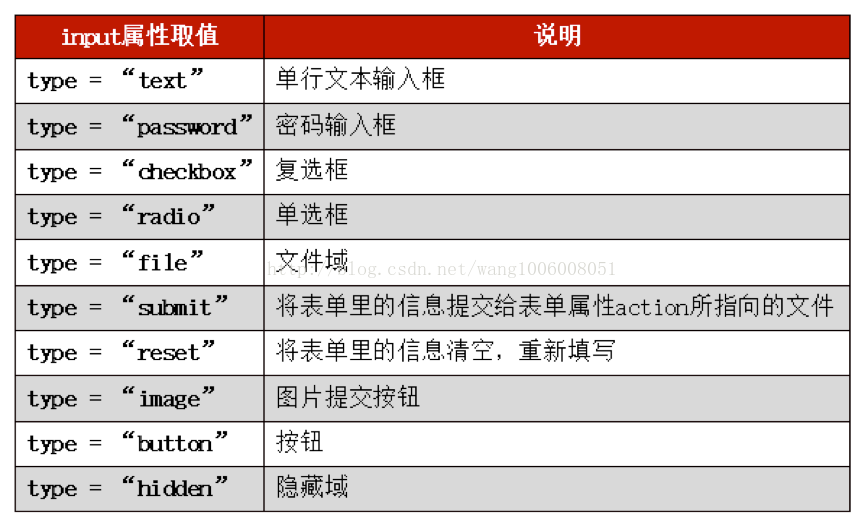 input属性取值 说明
type = “text” 单行文本输入框
type = “password” 密码输入框
type = “checkbox” 复选框
type = “radio” 单选框
type = “file” 文件域
http://blog.csdn.net/wang1006008051
type = “submit” 将表单里的信息提交给表单属性action所指向的文件
type = “reset” 将表单里的信息清空，重新填写
type = “image” 图片提交按钮
type = “button” 按钮
type = “hidden” 隐藏域